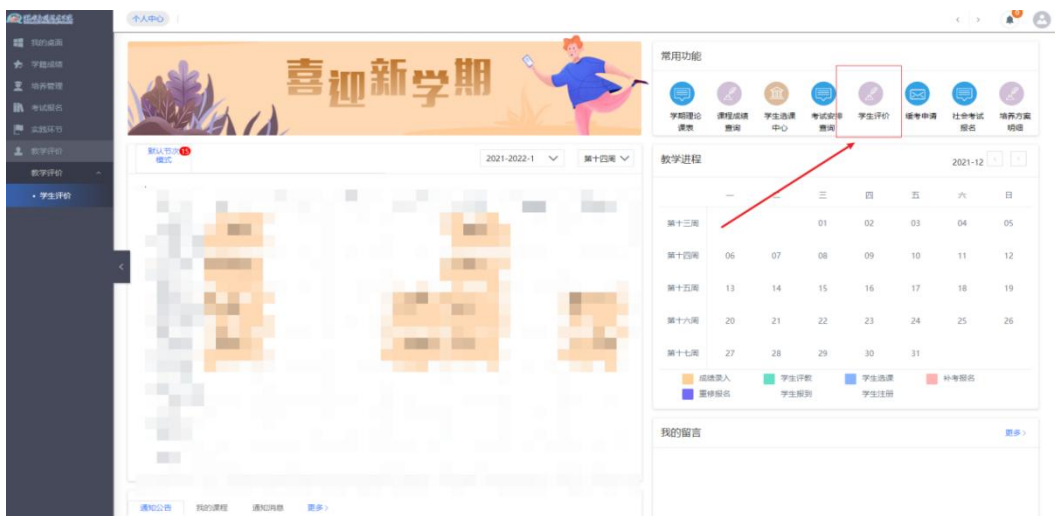 个人中心
我的桌面
学籍成绩
培养管理
考试报名
实践环节
教学评价
教学评价
• 学生评价
喜迎新学期
默认节次
模式
15
2021-2022-1
第十四周
通知公告 我的课程 通知消息 更多>
常用功能
学期理论
课表
课程成绩
查询
学生选课
中心
考试安排
查询
学生评价
缓考申请
社会考试
报名
培养方案
明细
教学进程
2021-12
一 二 三 四 五 六 日
第十三周 01 02 03 04 05
第十四周 06 07 08 09 10 11 12
第十五周 13 14 15 16 17 18 19
第十六周 20 21 22 23 24 25 26
第十七周 27 28 29 30 31
成绩录入 学生评教 学生选课 补考报名
重修报名 学生报到 学生注册
我的留言
更多>